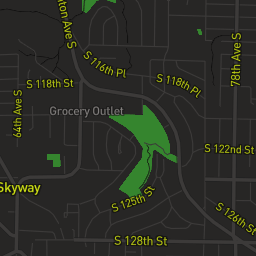 S 116th Pl
S 118th St
S 118th Pl
78th Ave S
64th Ave S
Grocery Outlet
S 122nd St
Skyway
S 125th St
S 126th St
S 128th St